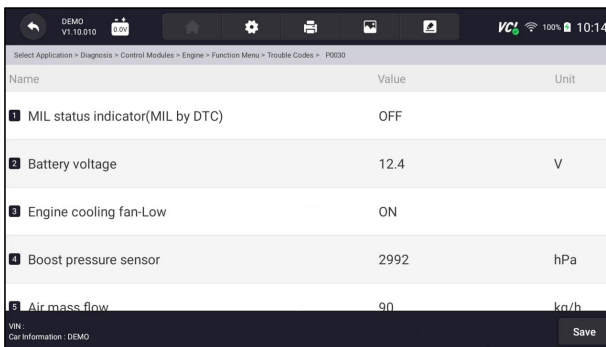 DEMO
V1.10.010
0.0V
VCI
100%
10:14
Select Application > Diagnosis > Control Modules > Engine > Function Menu > Trouble Codes > P0030
Name Value Unit
1 MIL status indicator(MIL by DTC) OFF
2 Battery voltage 12.4 V
3 Engine cooling fan-Low ON
4 Boost pressure sensor 2992 hPa
5 Air mass flow 90 kg/h
VIN :
Car Information : DEMO
Save